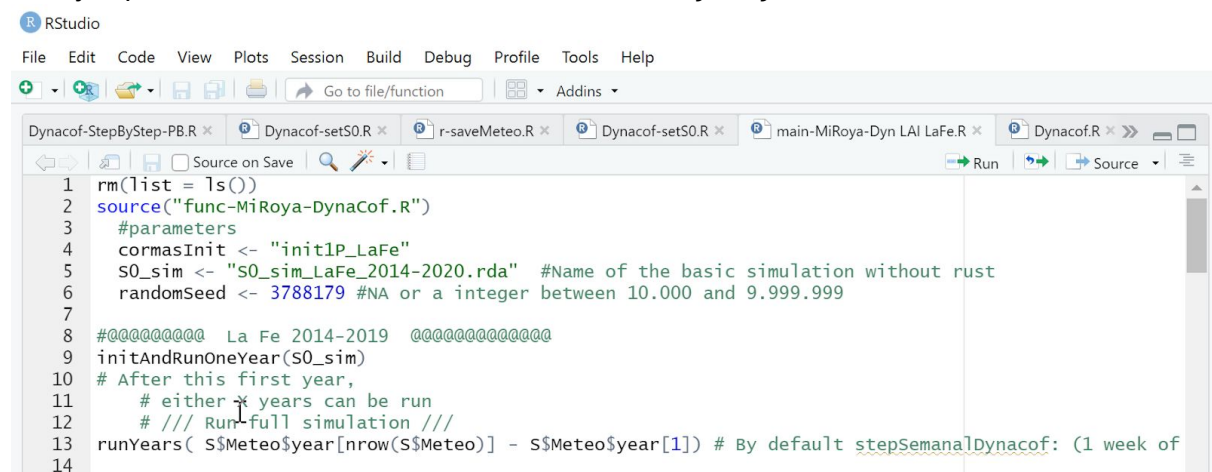 RStudio
File Edit Code View Plots Session Build Debug Profile Tools Help
Go to file/function Addins
Dynacof-StepByStep-PB.R Dynacof-setS0.R r-saveMeteo.R Dynacof-setS0.R main-MiRoya-Dyn LAI LaFe.R Dynacof.R
Source on Save Run Source
1 rm(list = ls())
2 source("func-MiRoya-DynaCof.R")
3 #parameters
4 cormasInit <- "init1P_LaFe"
5 S0_sim <- "S0_sim_LaFe_2014-2020.rda" #Name of the basic simulation without rust
6 randomSeed <- 3788179 #NA or a integer between 10.000 and 9.999.999
7
8 #@@@@@@@@@ La Fe 2014-2019 @@@@@@@@@@@@@
9 initAndRunOneYear(S0_sim)
10 # After this first year,
11 # either x years can be run
12 # /// Run full simulation ///
13 runYears( S$Meteo$year[nrow(S$Meteo)] - S$Meteo$year[1]) # By default stepSemanalDynacof: (1 week of
14